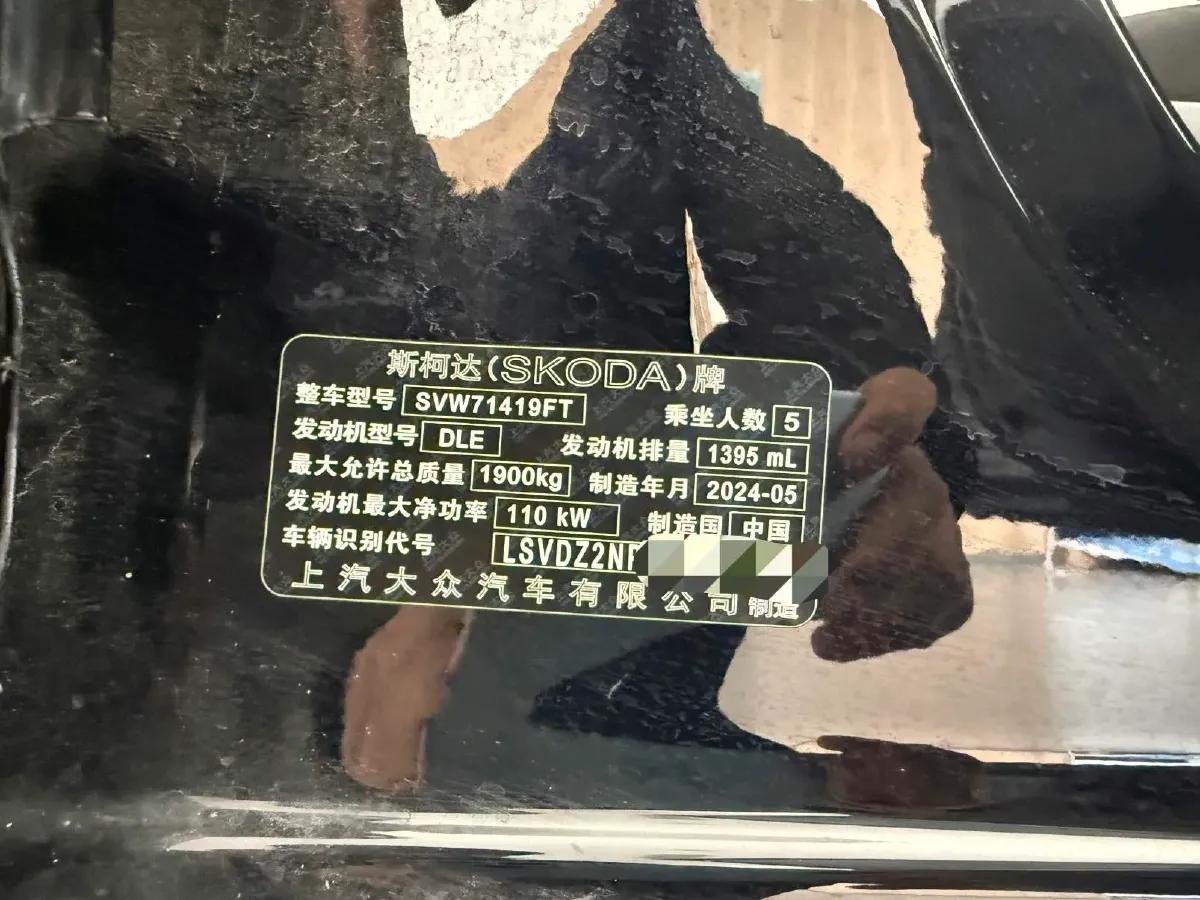 斯柯达(SKODA)牌
整车型号 SVW71419FT 乘坐人数 5
发动机型号 DLE 发动机排量 1395 mL
最大允许总质量 1900kg 制造年月 2024-05
发动机最大净功率 110 kW 制造国 中国
车辆识别代号 LSVDZ2N
上汽大众汽车有限公司 制造